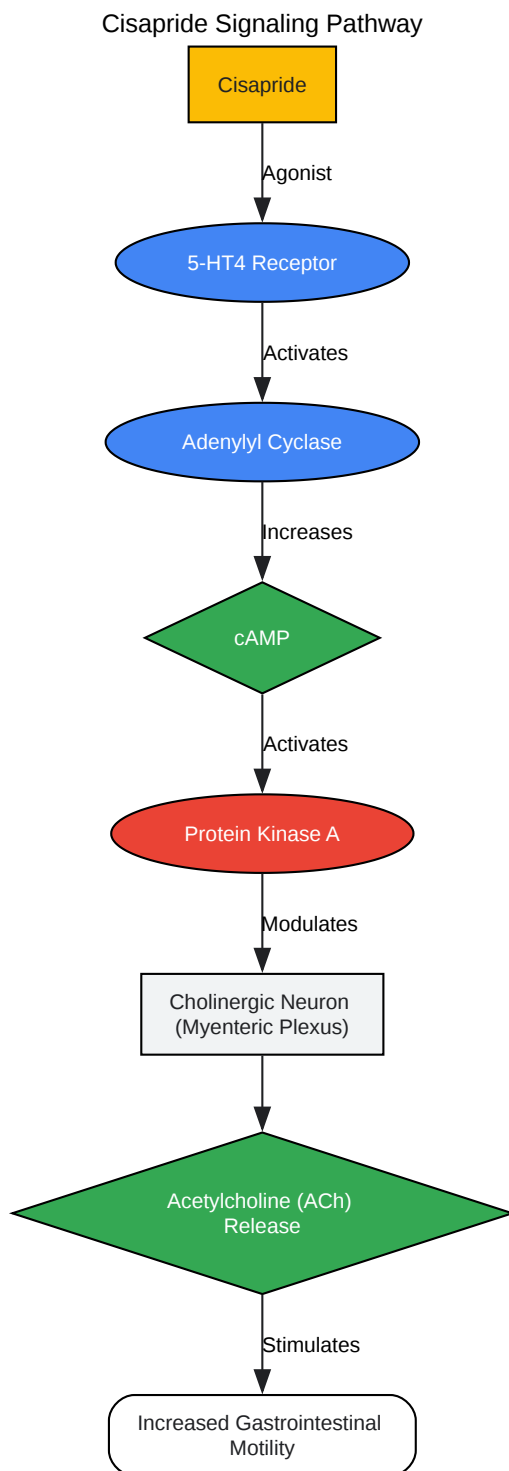 Cisapride Signaling Pathway
Cisapride
Agonist
5-HT4 Receptor
Activates
Adenylyl Cyclase
Increases
cAMP
Activates
Protein Kinase A
Modulates
Cholinergic Neuron
(Myenteric Plexus)
Acetylcholine (ACh)
Release
Stimulates
Increased Gastrointestinal
Motility